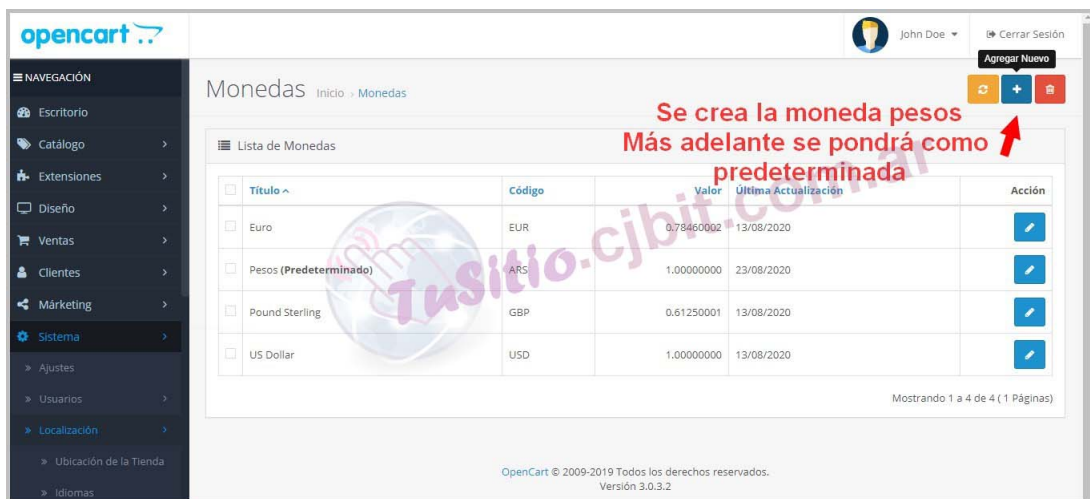 opencart
John Doe
Cerrar Sesión
Agregar Nuevo
NAVEGACIÓN
Escritorio
Catálogo
Extensiones
Diseño
Ventas
Clientes
Márketing
Sistema
Ajustes
Usuarios
Localización
Ubicación de la Tienda
Idiomas
Monedas Inicio › Monedas
Se crea la moneda pesos
Más adelante se pondrá como
predeterminada
Lista de Monedas
Título Código Valor Última Actualización Acción
Euro EUR 0.78460002 13/08/2020
Pesos (Predeterminado) ARS 1.00000000 23/08/2020
Pound Sterling GBP 0.61250001 13/08/2020
US Dollar USD 1.00000000 13/08/2020
Mostrando 1 a 4 de 4 ( 1 Páginas)
TuSitio.cjbit.com.ar
OpenCart © 2009-2019 Todos los derechos reservados.
Versión 3.0.3.2